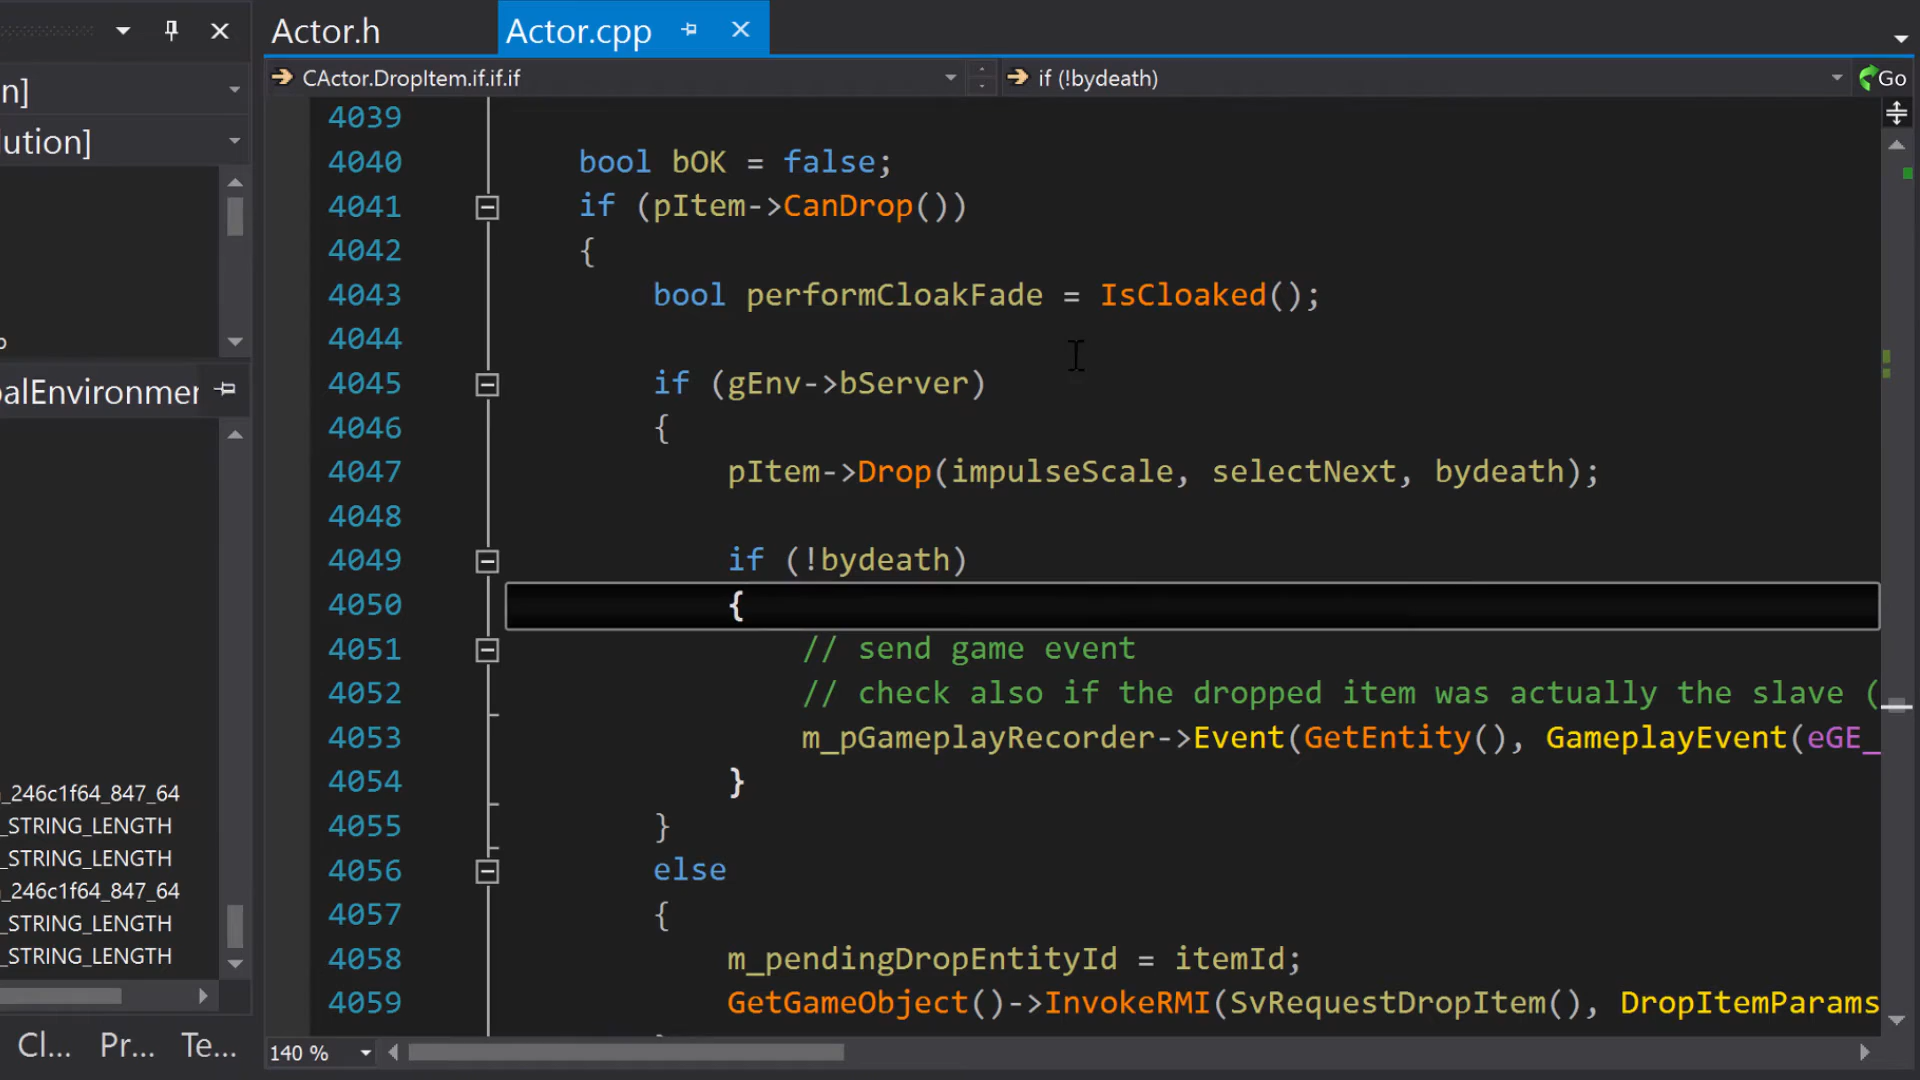 Actor.h
Actor.cpp
n]
CActor.DropItem.if.if.if
if (!bydeath)
Go
lution]
4039
4040 bool bOK = false;
4041 if (pItem->CanDrop())
4042 {
4043 bool performCloakFade = IsCloaked();
4044
4045 if (gEnv->bServer)
4046 {
4047 pItem->Drop(impulseScale, selectNext, bydeath);
4048
4049 if (!bydeath)
4050 {
4051 // send game event
4052 // check also if the dropped item was actually the slave (
4053 m_pGameplayRecorder->Event(GetEntity(), GameplayEvent(eGE_
4054 }
4055 }
4056 else
4057 {
4058 m_pendingDropEntityId = itemId;
4059 GetGameObject()->InvokeRMI(SvRequestDropItem(), DropItemParams
balEnvironmer
_246c1f64_847_64
_STRING_LENGTH
_STRING_LENGTH
_246c1f64_847_64
_STRING_LENGTH
_STRING_LENGTH
Cl... Pr... Te...
140 %